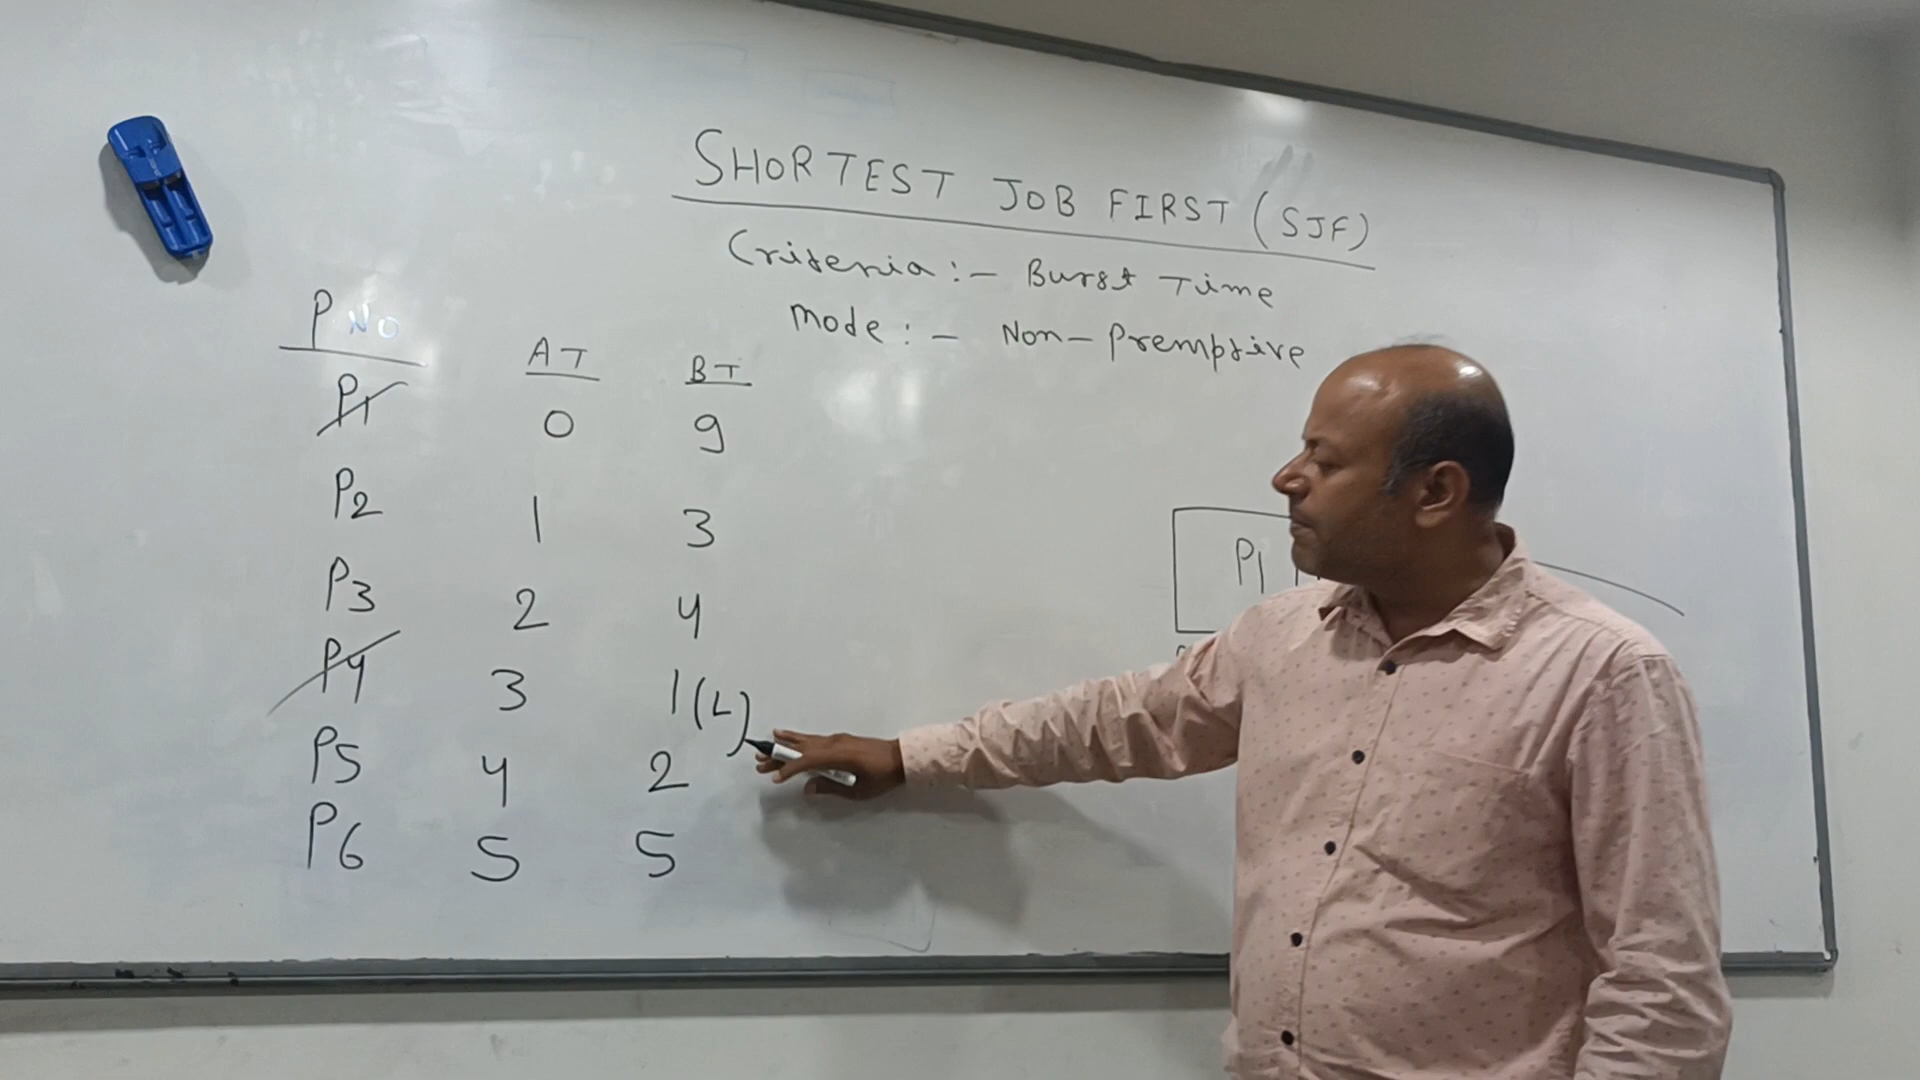 SHORTEST JOB FIRST (SJF)
Criteria :- Burst Time
Mode :- Non-Premptive
P NO AT BT
P1 0 9
P2 1 3
P3 2 4
P4 3 1(L)
P5 4 2
P6 5 5
P1